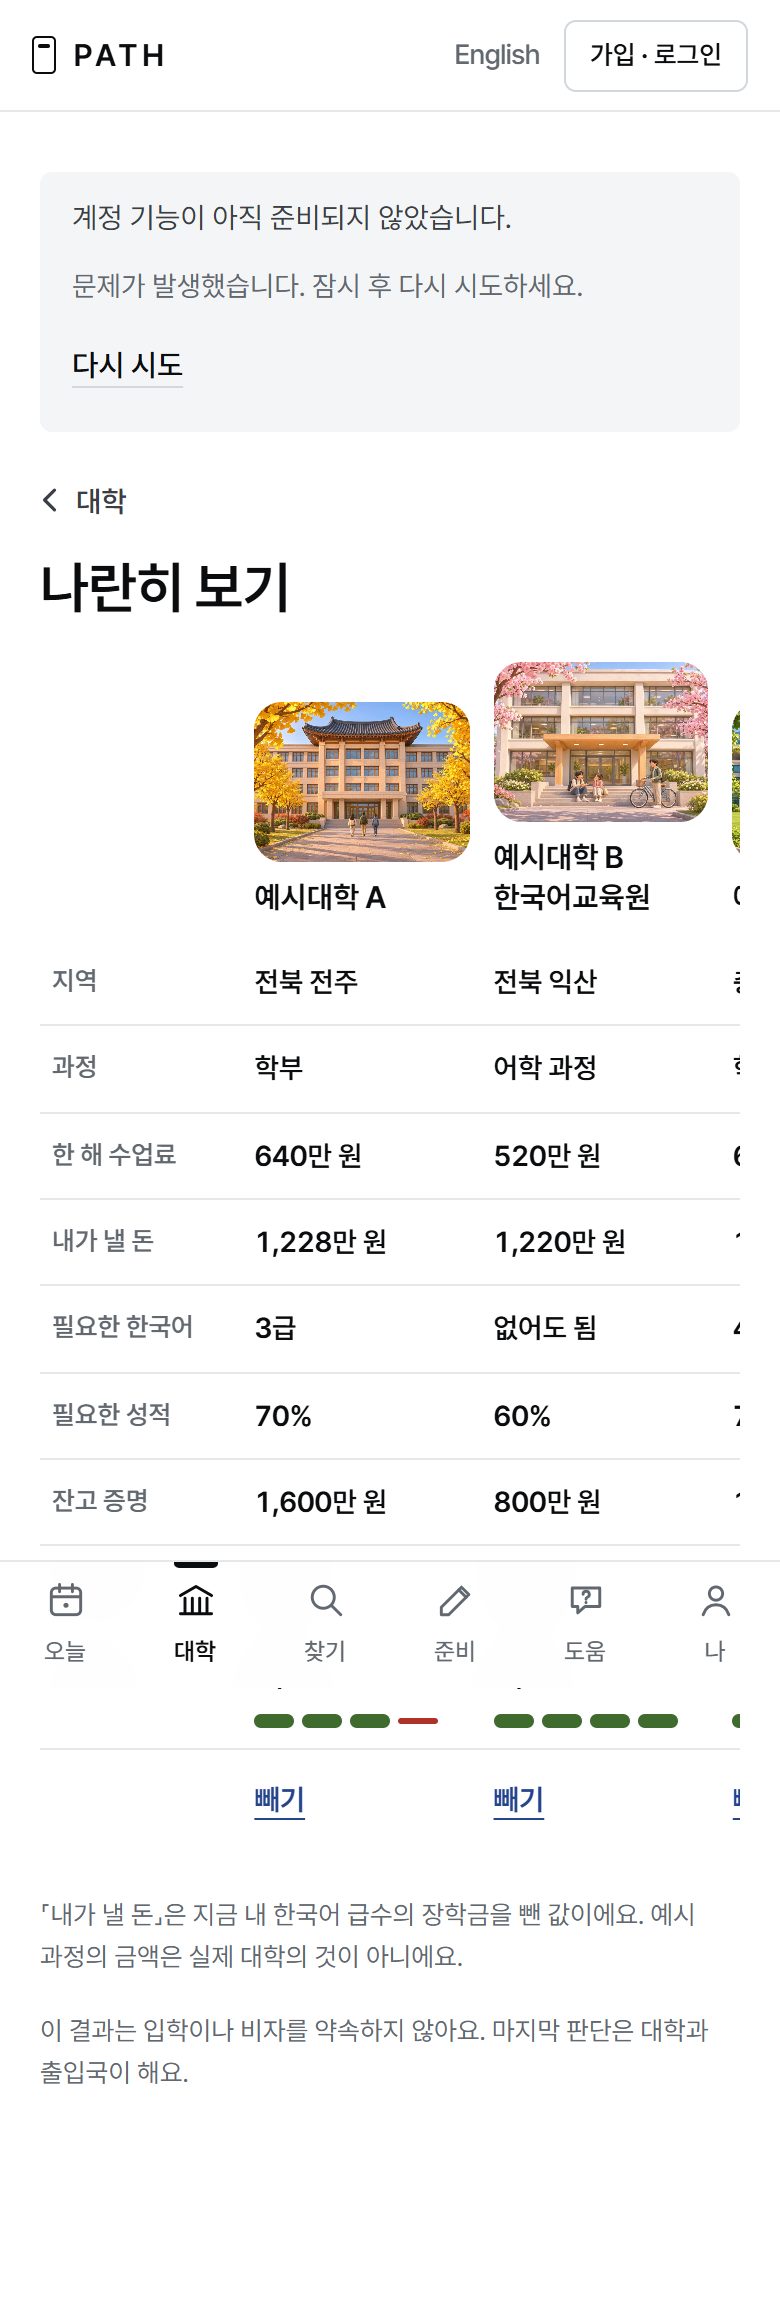 PATH
English
가입 · 로그인
계정 기능이 아직 준비되지 않았습니다.
문제가 발생했습니다. 잠시 후 다시 시도하세요.
다시 시도
대학
나란히 보기
예시대학 A
예시대학 B
한국어교육원
지역
전북 전주
전북 익산
과정
학부
어학 과정
한 해 수업료
640만 원
520만 원
내가 낼 돈
1,228만 원
1,220만 원
필요한 한국어
3급
없어도 됨
필요한 성적
70%
60%
잔고 증명
1,600만 원
800만 원
오늘
대학
찾기
준비
도움
나
빼기
빼기
「내가 낼 돈」은 지금 내 한국어 급수의 장학금을 뺀 값이에요. 예시
과정의 금액은 실제 대학의 것이 아니에요.
이 결과는 입학이나 비자를 약속하지 않아요. 마지막 판단은 대학과
출입국이 해요.